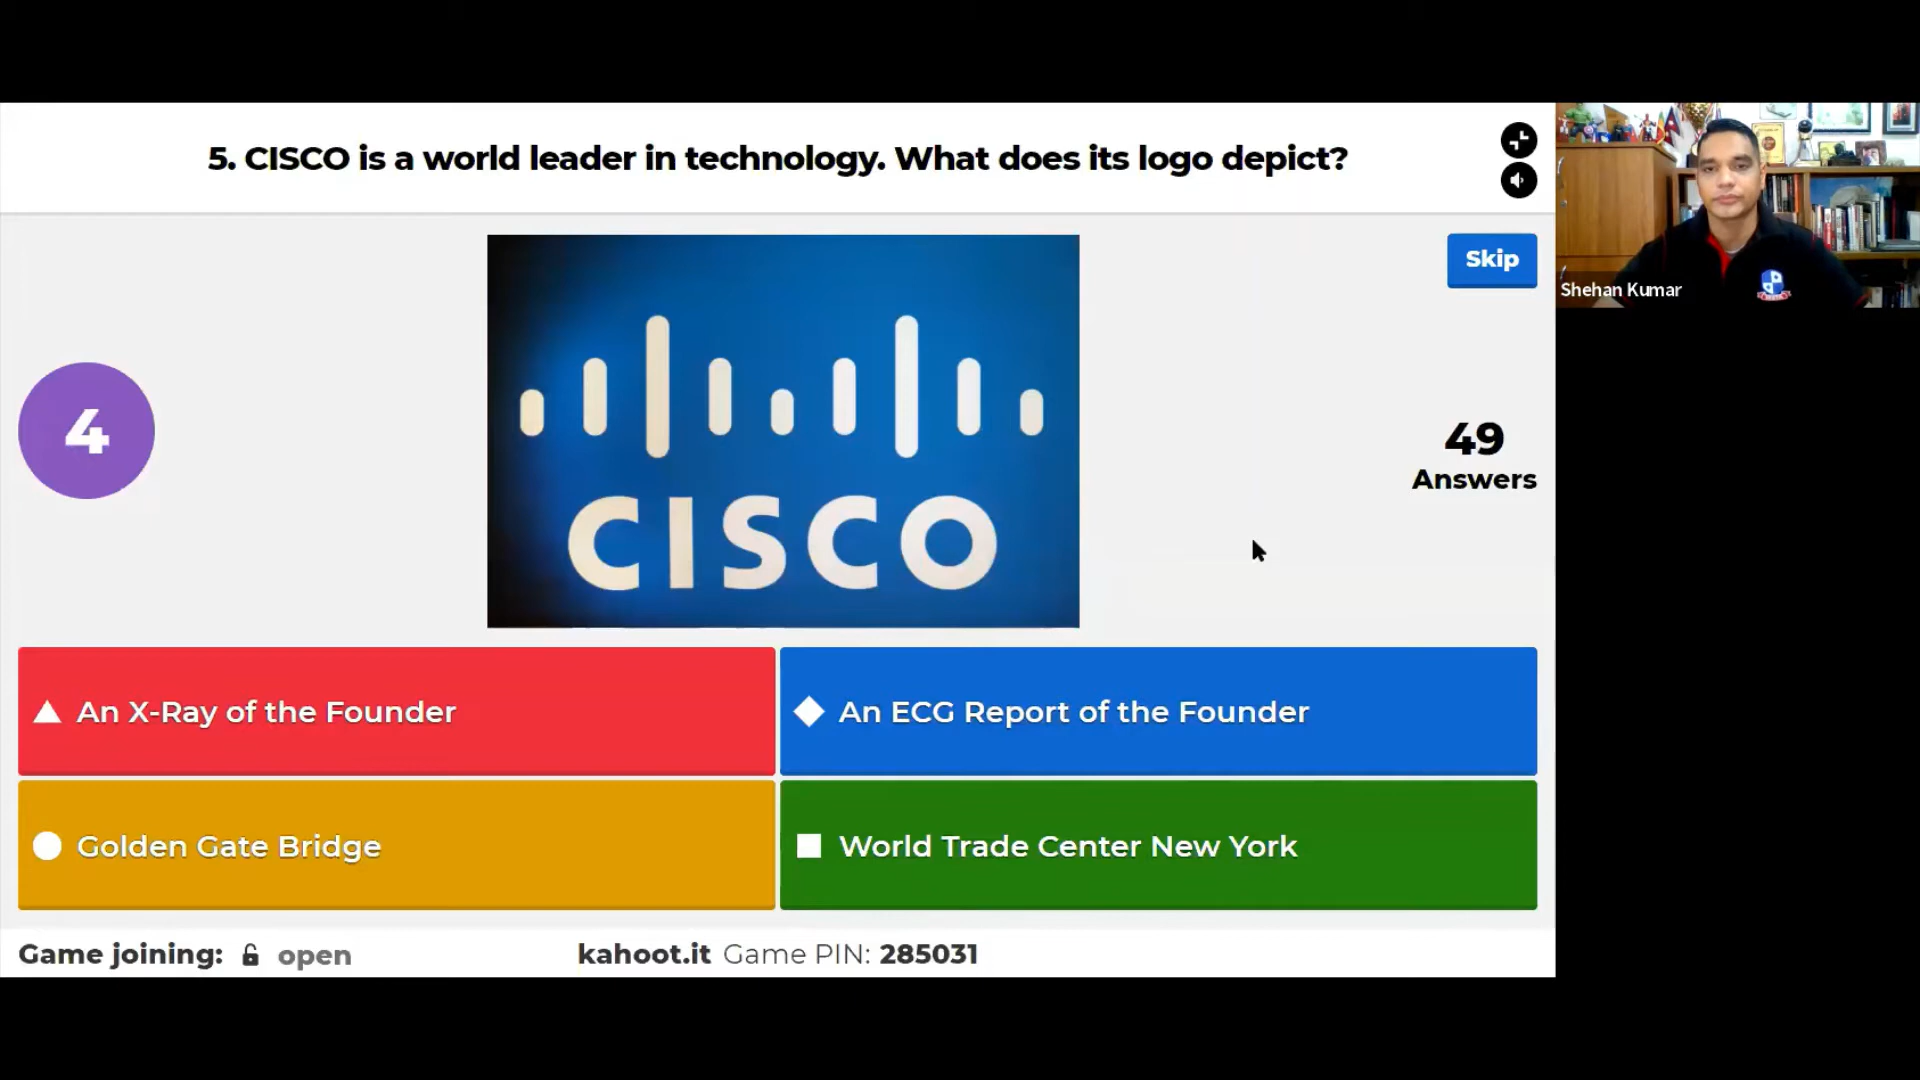 5. CISCO is a world leader in technology. What does its logo depict?
Skip
Shehan Kumar
4
CISCO
49
Answers
An X-Ray of the Founder
An ECG Report of the Founder
Golden Gate Bridge
World Trade Center New York
Game joining: open
kahoot.it Game PIN: 285031